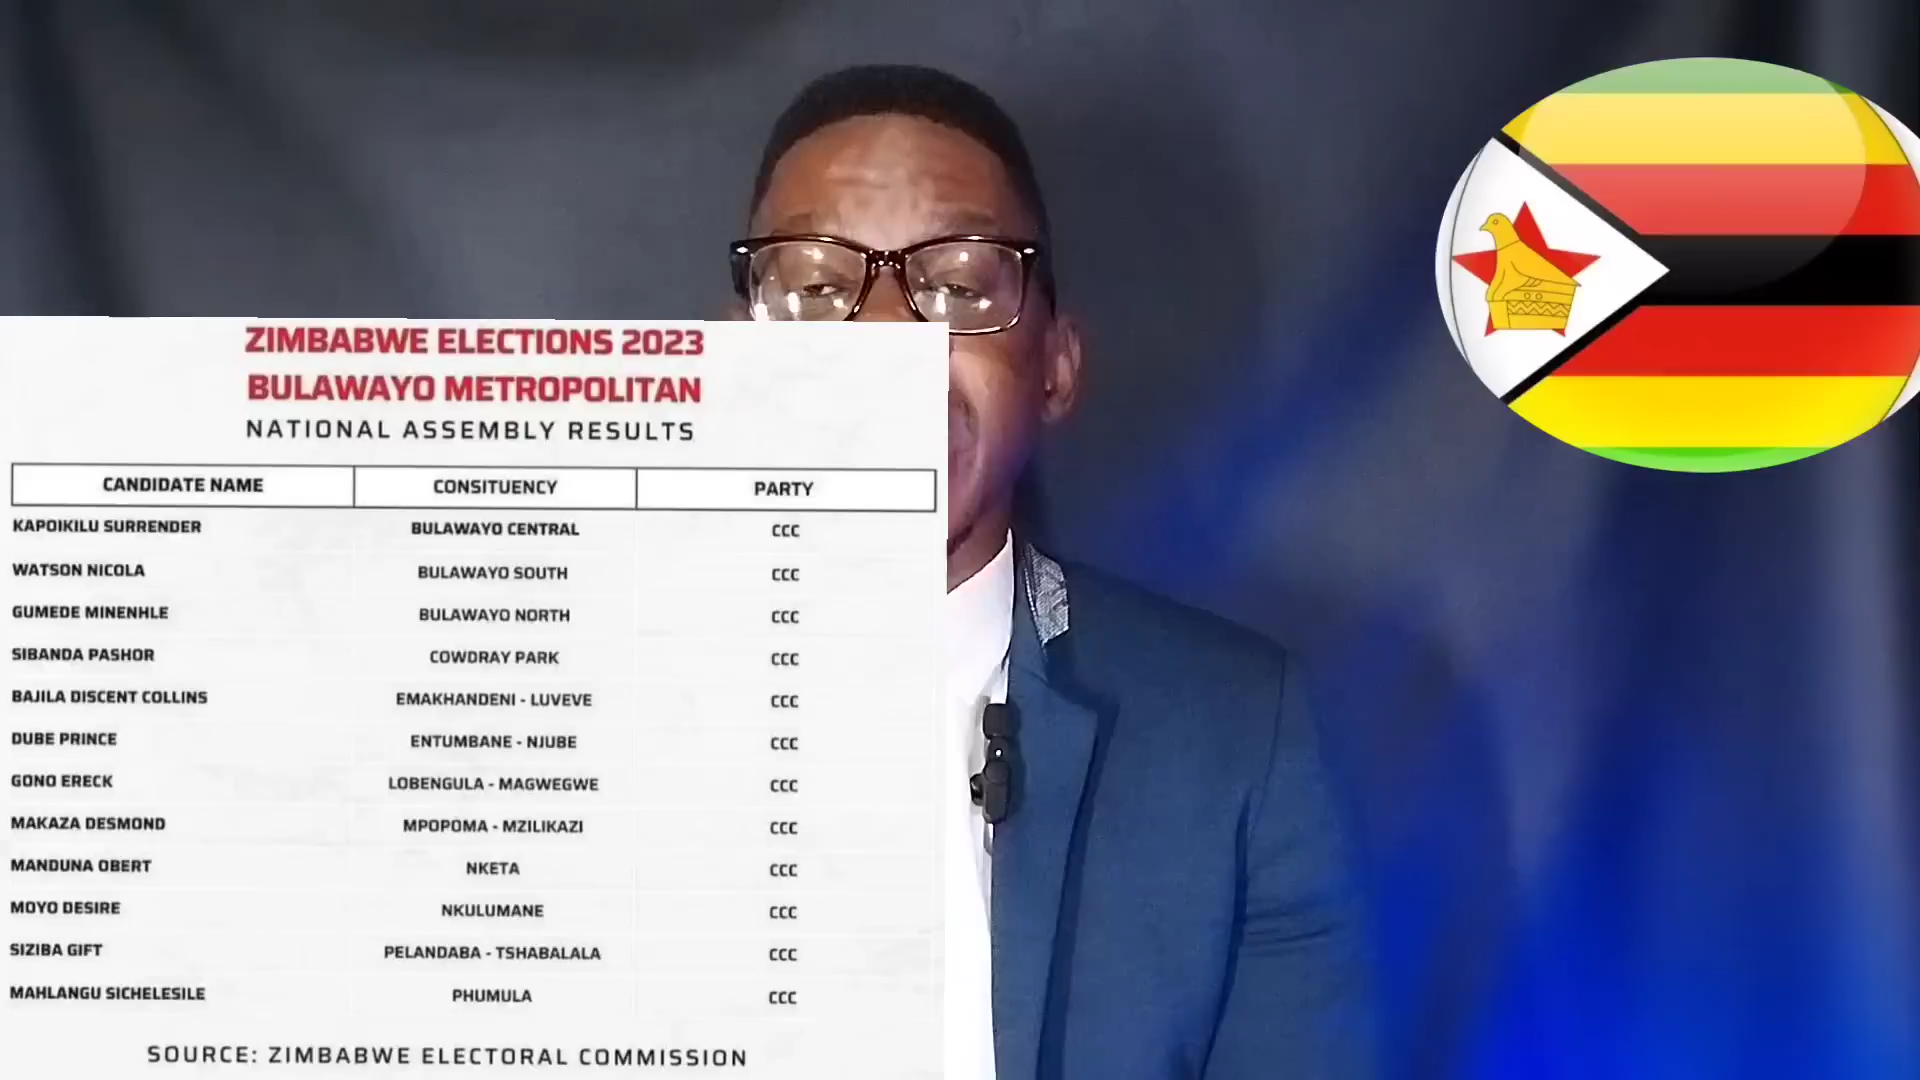 ZIMBABWE ELECTIONS 2023
BULAWAYO METROPOLITAN
NATIONAL ASSEMBLY RESULTS
CANDIDATE NAME CONSITUENCY PARTY
KAPOIKILU SURRENDER BULAWAYO CENTRAL CCC
WATSON NICOLA BULAWAYO SOUTH CCC
GUMEDE MINENHLE BULAWAYO NORTH CCC
SIBANDA PASHOR COWDRAY PARK CCC
BAJILA DISCENT COLLINS EMAKHANDENI - LUVEVE CCC
DUBE PRINCE ENTUMBANE - NJUBE CCC
GONO ERECK LOBENGULA - MAGWEGWE CCC
MAKAZA DESMOND MPOPOMA - MZILIKAZI CCC
MANDUNA OBERT NKETA CCC
MOYO DESIRE NKULUMANE CCC
SIZIBA GIFT PELANDABA - TSHABALALA CCC
MAHLANGU SICHELESILE PHUMULA CCC
SOURCE: ZIMBABWE ELECTORAL COMMISSION